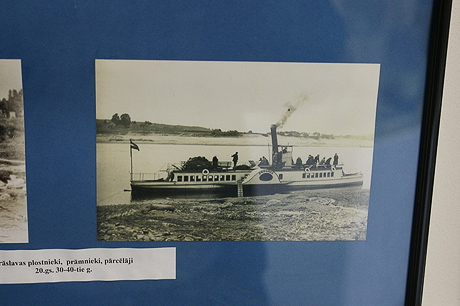 rāslavas plostnieki, prāmnieki, pārcēlāji
20.gs. 30-40-tie g.